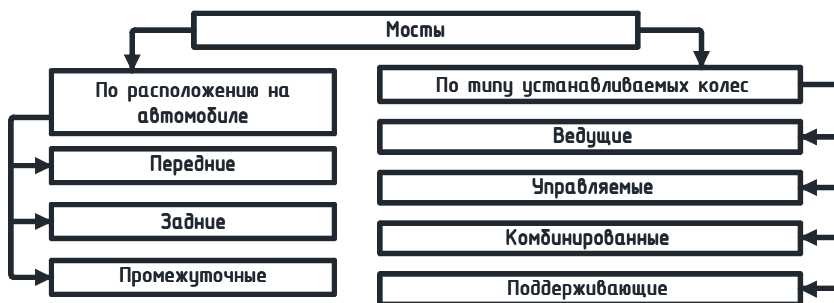 Мосты
По расположению на
автомобиле
Передние
Задние
Промежуточные
По типу устанавливаемых колес
Ведущие
Управляемые
Комбинированные
Поддерживающие